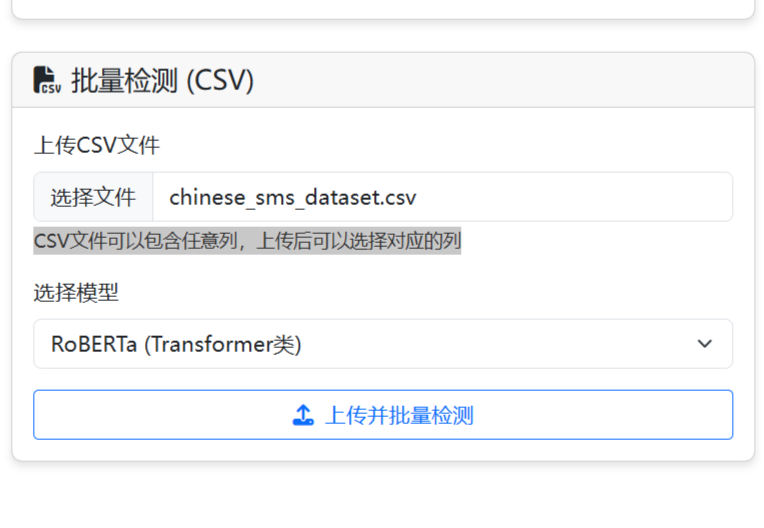 CSV
批量检测 (CSV)
上传CSV文件
选择文件 chinese_sms_dataset.csv
CSV文件可以包含任意列，上传后可以选择对应的列
选择模型
RoBERTa (Transformer类)
上传并批量检测